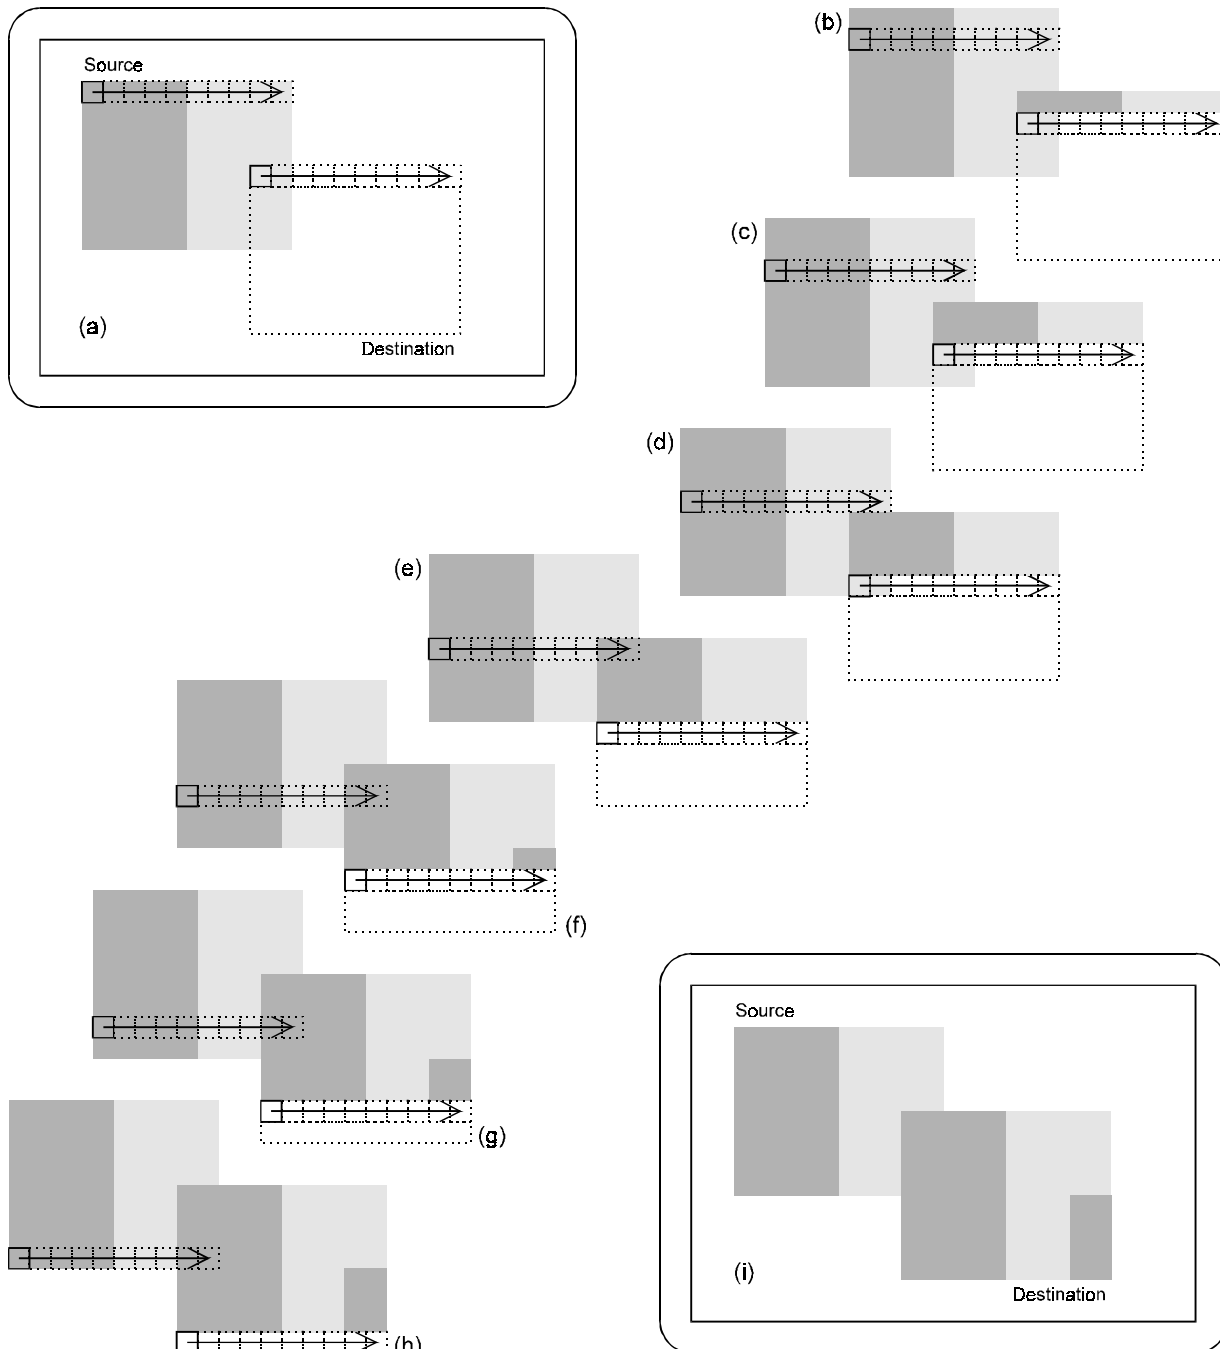 Source
(a)
Destination
(b)
(c)
(d)
(e)
(f)
(g)
(h)
Source
(i)
Destination